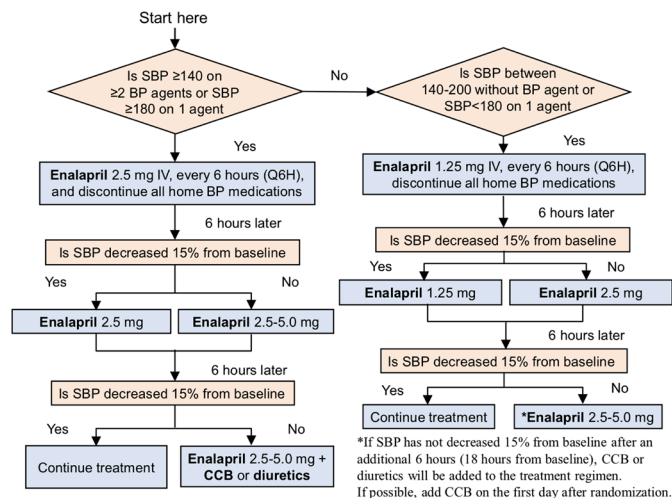 Start here
Is SBP ≥140 on
≥2 BP agents or SBP
≥180 on 1 agent
No
Is SBP between
140-200 without BP agent or
SBP<180 on 1 agent
Yes
Yes
Enalapril 2.5 mg IV, every 6 hours (Q6H),
and discontinue all home BP medications
Enalapril 1.25 mg IV, every 6 hours (Q6H),
discontinue all home BP medications
6 hours later
6 hours later
Is SBP decreased 15% from baseline
Is SBP decreased 15% from baseline
Yes
No
Yes
No
Enalapril 2.5 mg
Enalapril 2.5-5.0 mg
Enalapril 1.25 mg
Enalapril 2.5 mg
6 hours later
6 hours later
Is SBP decreased 15% from baseline
Is SBP decreased 15% from baseline
Yes
No
Yes
No
Continue treatment
Enalapril 2.5-5.0 mg +
CCB or diuretics
Continue treatment
*Enalapril 2.5-5.0 mg
*If SBP has not decreased 15% from baseline after an
additional 6 hours (18 hours from baseline), CCB or
diuretics will be added to the treatment regimen.
If possible, add CCB on the first day after randomization.